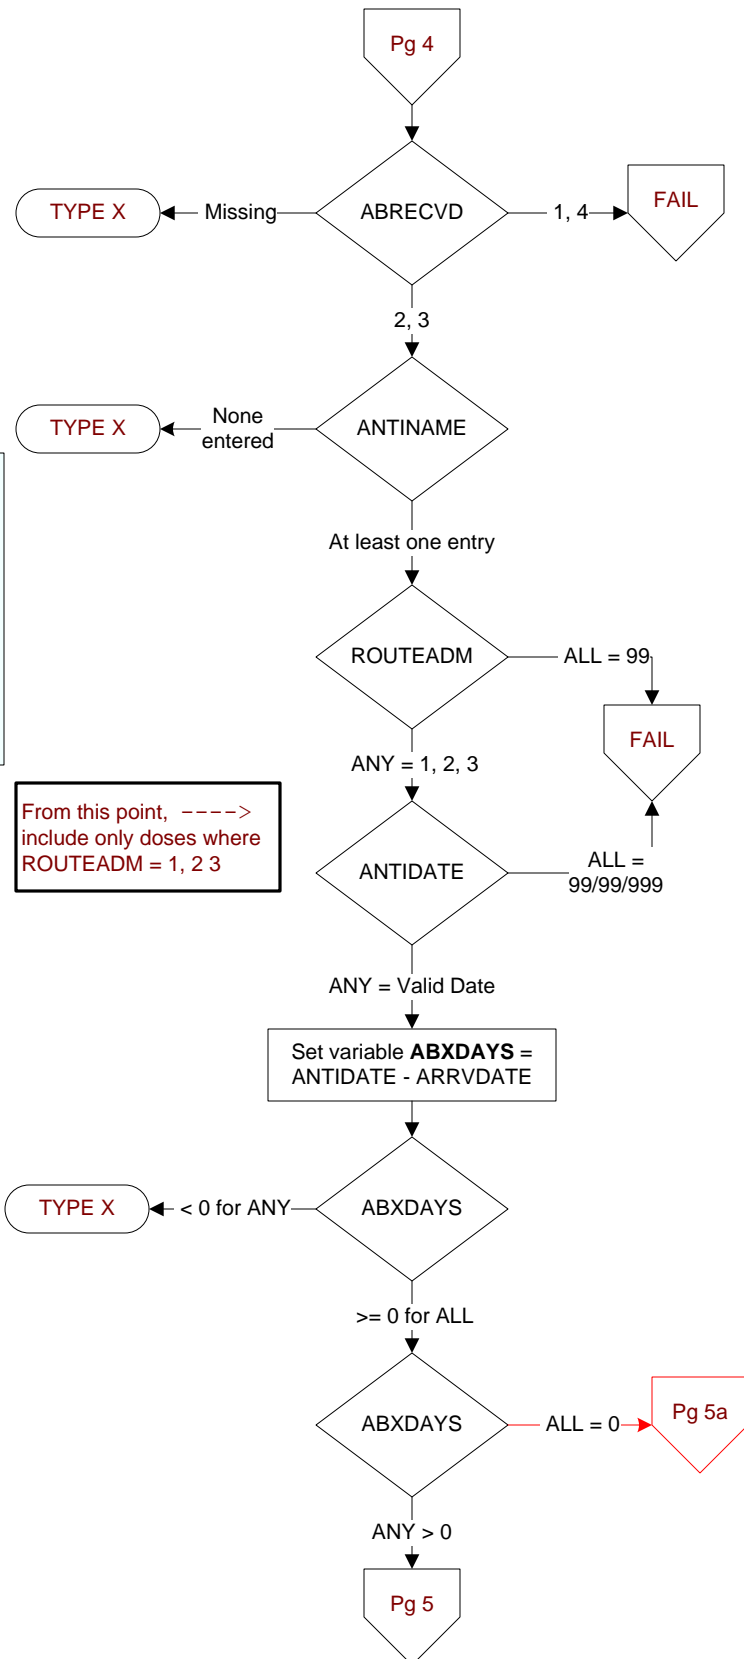 Pg 4
TYPE X
Missing
ABRECVD
1, 4
FAIL
2, 3
TYPE X
None
entered
ANTINAME
At least one entry
ROUTEADM
ALL = 99
FAIL
ANY = 1, 2, 3
From this point, ---->
include only doses where
ROUTEADM = 1, 2 3
ANTIDATE
ALL =
99/99/999
ANY = Valid Date
Set variable ABXDAYS =
ANTIDATE - ARRVDATE
TYPE X
< 0 for ANY
ABXDAYS
>= 0 for ALL
ABXDAYS
ALL = 0
Pg 5a
ANY > 0
Pg 5